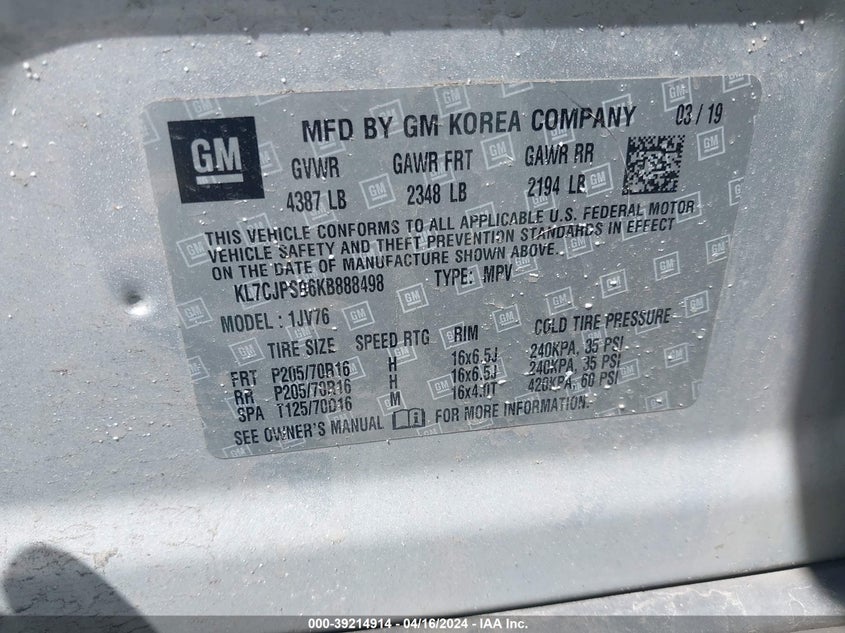 GM
MFD BY GM KOREA COMPANY 03 / 19
GVWR GAWR FRT GAWR RR
4387 LB 2348 LB 2194 LB
THIS VEHICLE CONFORMS TO ALL APPLICABLE U.S. FEDERAL MOTOR
VEHICLE SAFETY AND THEFT PREVENTION STANDARDS IN EFFECT
ON THE DATE OF MANUFACTURE SHOWN ABOVE.
KL7CJPSB6KB888498 TYPE: MPV
MODEL : 1JV76
TIRE SIZE SPEED RTG RIM COLD TIRE PRESSURE
FRT P205/70R16 H 16x6.5J 240KPA, 35 PSI
RR P205/70R16 H 16x6.5J 240KPA, 35 PSI
SPA T125/70D16 M 16x4.0T 420KPA, 60 PSI
SEE OWNER'S MANUAL FOR MORE INFORMATION.
000-39214914 - 04/16/2024 - IAA, Inc.